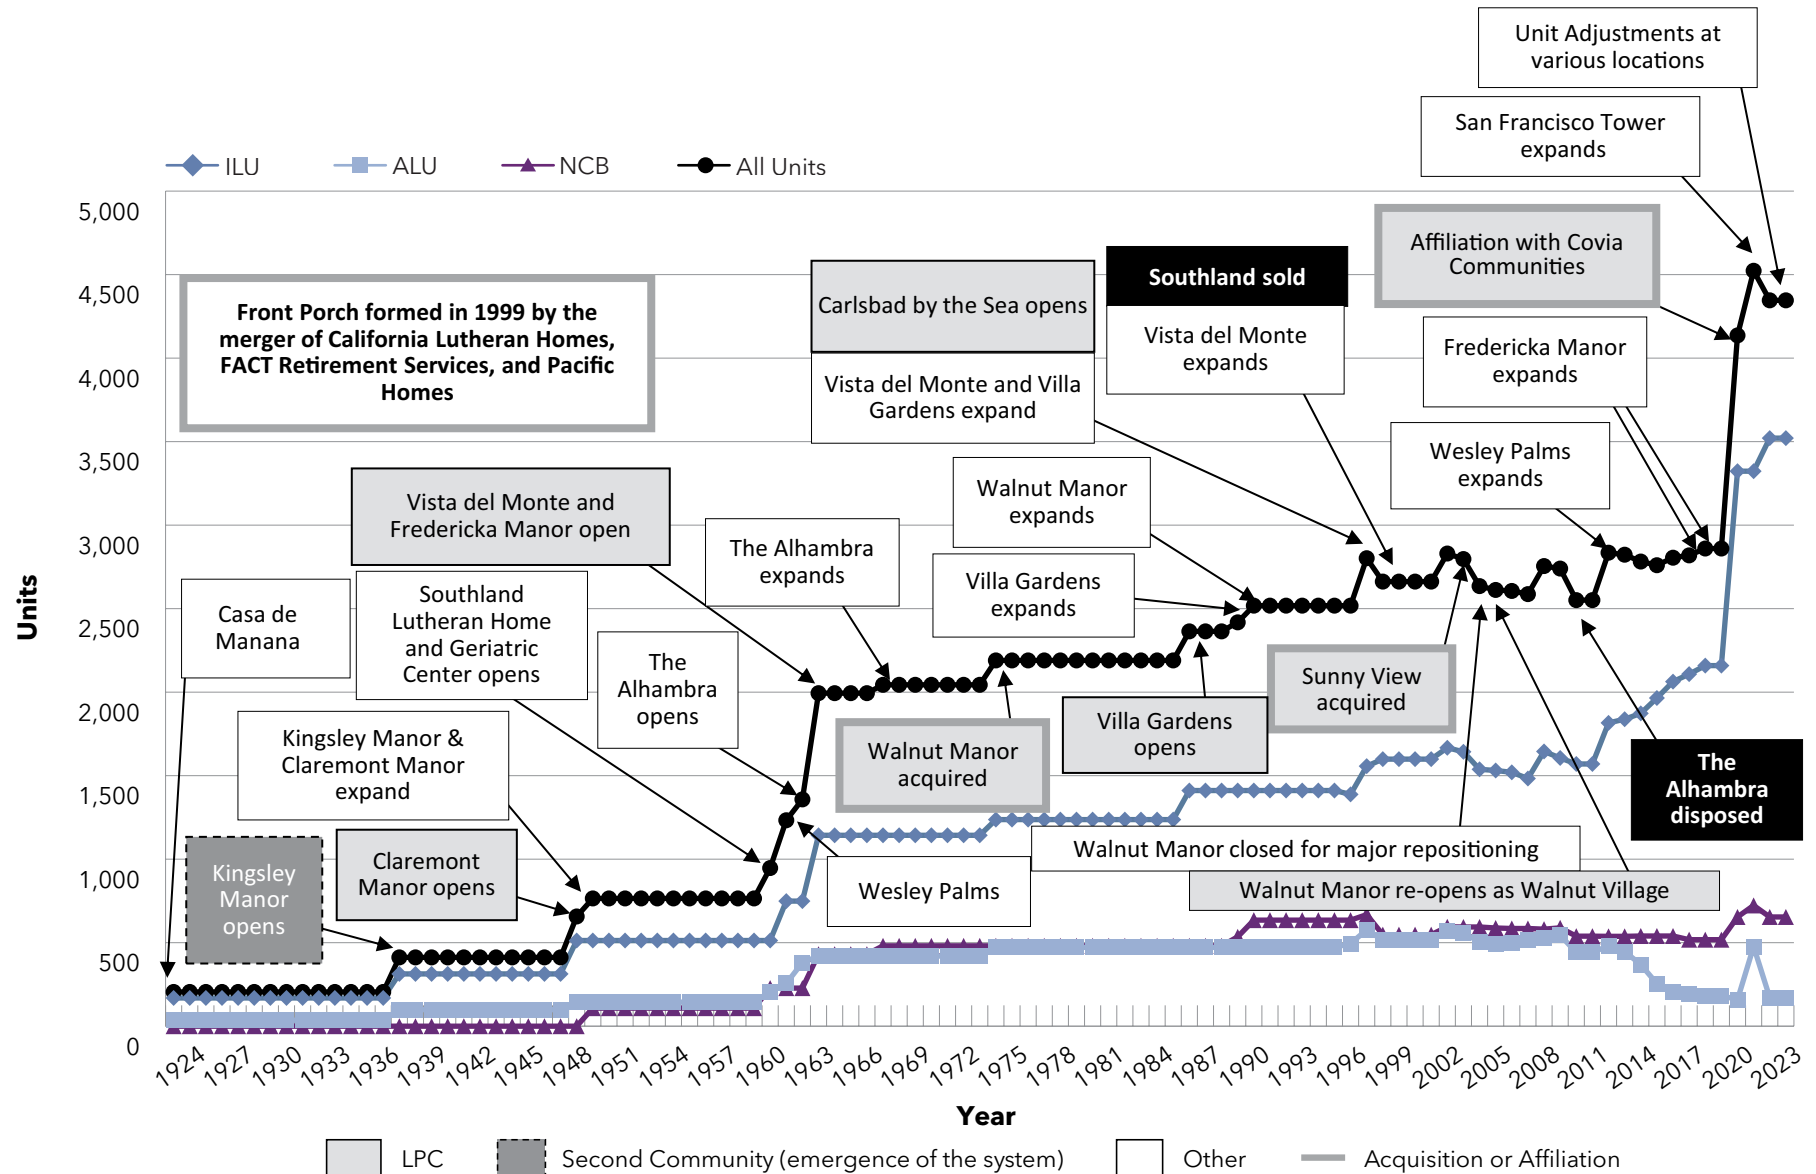 Unit Adjustments at
various locations
San Francisco Tower
expands
ILU
ALU
NCB
All Units
5,000
4,500
4,000
3,500
3,000
2,500
2,000
1,500
1,000
500
0
Units
Affiliation with Covia
Communities
Southland sold
Vista del Monte
expands
Carlsbad by the Sea opens
Vista del Monte and Villa
Gardens expand
Front Porch formed in 1999 by the
merger of California Lutheran Homes,
FACT Retirement Services, and Pacific
Homes
Fredericka Manor
expands
Wesley Palms
expands
Walnut Manor
expands
Vista del Monte and
Fredericka Manor open
The Alhambra
expands
Villa Gardens
expands
Casa de
Manana
Southland
Lutheran Home
and Geriatric
Center opens
The
Alhambra
opens
Sunny View
acquired
Villa Gardens
opens
Walnut Manor
acquired
Kingsley Manor &
Claremont Manor
expand
The
Alhambra
disposed
Walnut Manor closed for major repositioning
Walnut Manor re-opens as Walnut Village
Wesley Palms
Claremont
Manor opens
Kingsley
Manor
opens
1924
1927
1930
1933
1936
1939
1942
1945
1948
1951
1954
1957
1960
1963
1966
1969
1972
1975
1978
1981
1984
1987
1990
1993
1996
1999
2002
2005
2008
2011
2014
2017
2020
2023
Year
LPC
Second Community (emergence of the system)
Other
Acquisition or Affiliation